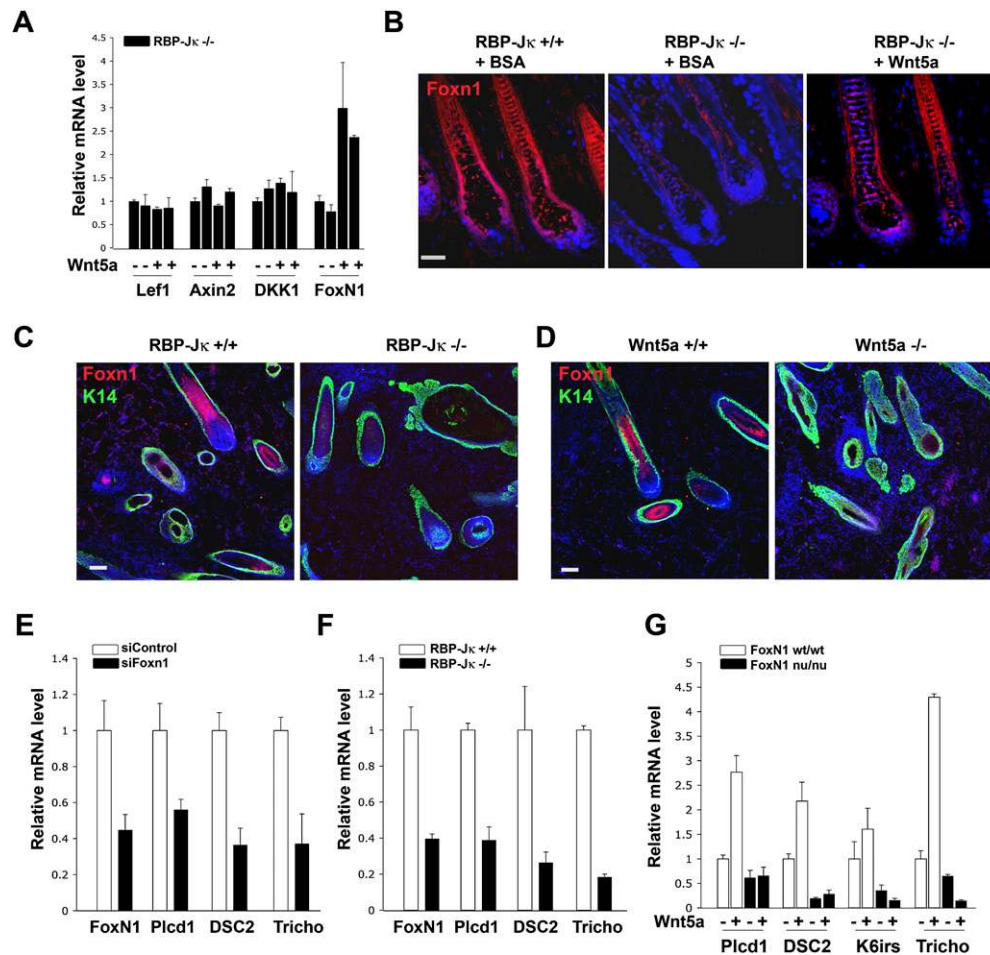 A
RBP-Jκ -/-
Relative mRNA level
4.5
4
3.5
3
2.5
2
1.5
1
0.5
0
Wnt5a - - + + - - + + - - + + - - + +
Lef1 Axin2 DKK1 FoxN1
B
RBP-Jκ +/+ RBP-Jκ -/- RBP-Jκ -/-
+ BSA + BSA + Wnt5a
Foxn1
C
RBP-Jκ +/+ RBP-Jκ -/-
Foxn1
K14
D
Wnt5a +/+ Wnt5a -/-
Foxn1
K14
E
siControl
siFoxn1
Relative mRNA level
1.4
1.2
1
0.8
0.6
0.4
0.2
0
FoxN1 Plcd1 DSC2 Tricho
F
RBP-Jκ +/+
RBP-Jκ -/-
Relative mRNA level
1.4
1.2
1
0.8
0.6
0.4
0.2
0
FoxN1 Plcd1 DSC2 Tricho
G
FoxN1 wt/wt
FoxN1 nu/nu
Relative mRNA level
5
4.5
4
3.5
3
2.5
2
1.5
1
0.5
0
Wnt5a - + - + - + - + - + - + - + - +
Plcd1 DSC2 K6irs Tricho